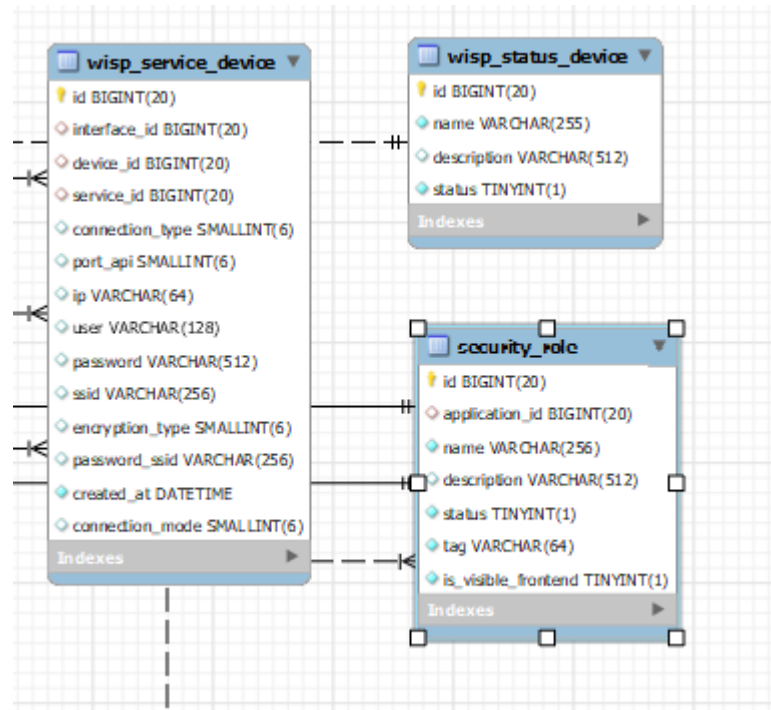 wisp_service_device
id BIGINT(20)
interface_id BIGINT(20)
device_id BIGINT(20)
service_id BIGINT(20)
connection_type SMALLINT(6)
port_api SMALLINT(6)
ip VARCHAR(64)
user VARCHAR(128)
password VARCHAR(512)
ssid VARCHAR(256)
encryption_type SMALLINT(6)
password_ssid VARCHAR(256)
created_at DATETIME
connection_mode SMALLINT(6)
Indexes
wisp_status_device
id BIGINT(20)
name VARCHAR(255)
description VARCHAR(512)
status TINYINT(1)
Indexes
security_role
id BIGINT(20)
application_id BIGINT(20)
name VARCHAR(256)
description VARCHAR(512)
status TINYINT(1)
tag VARCHAR(64)
is_visible_frontend TINYINT(1)
Indexes